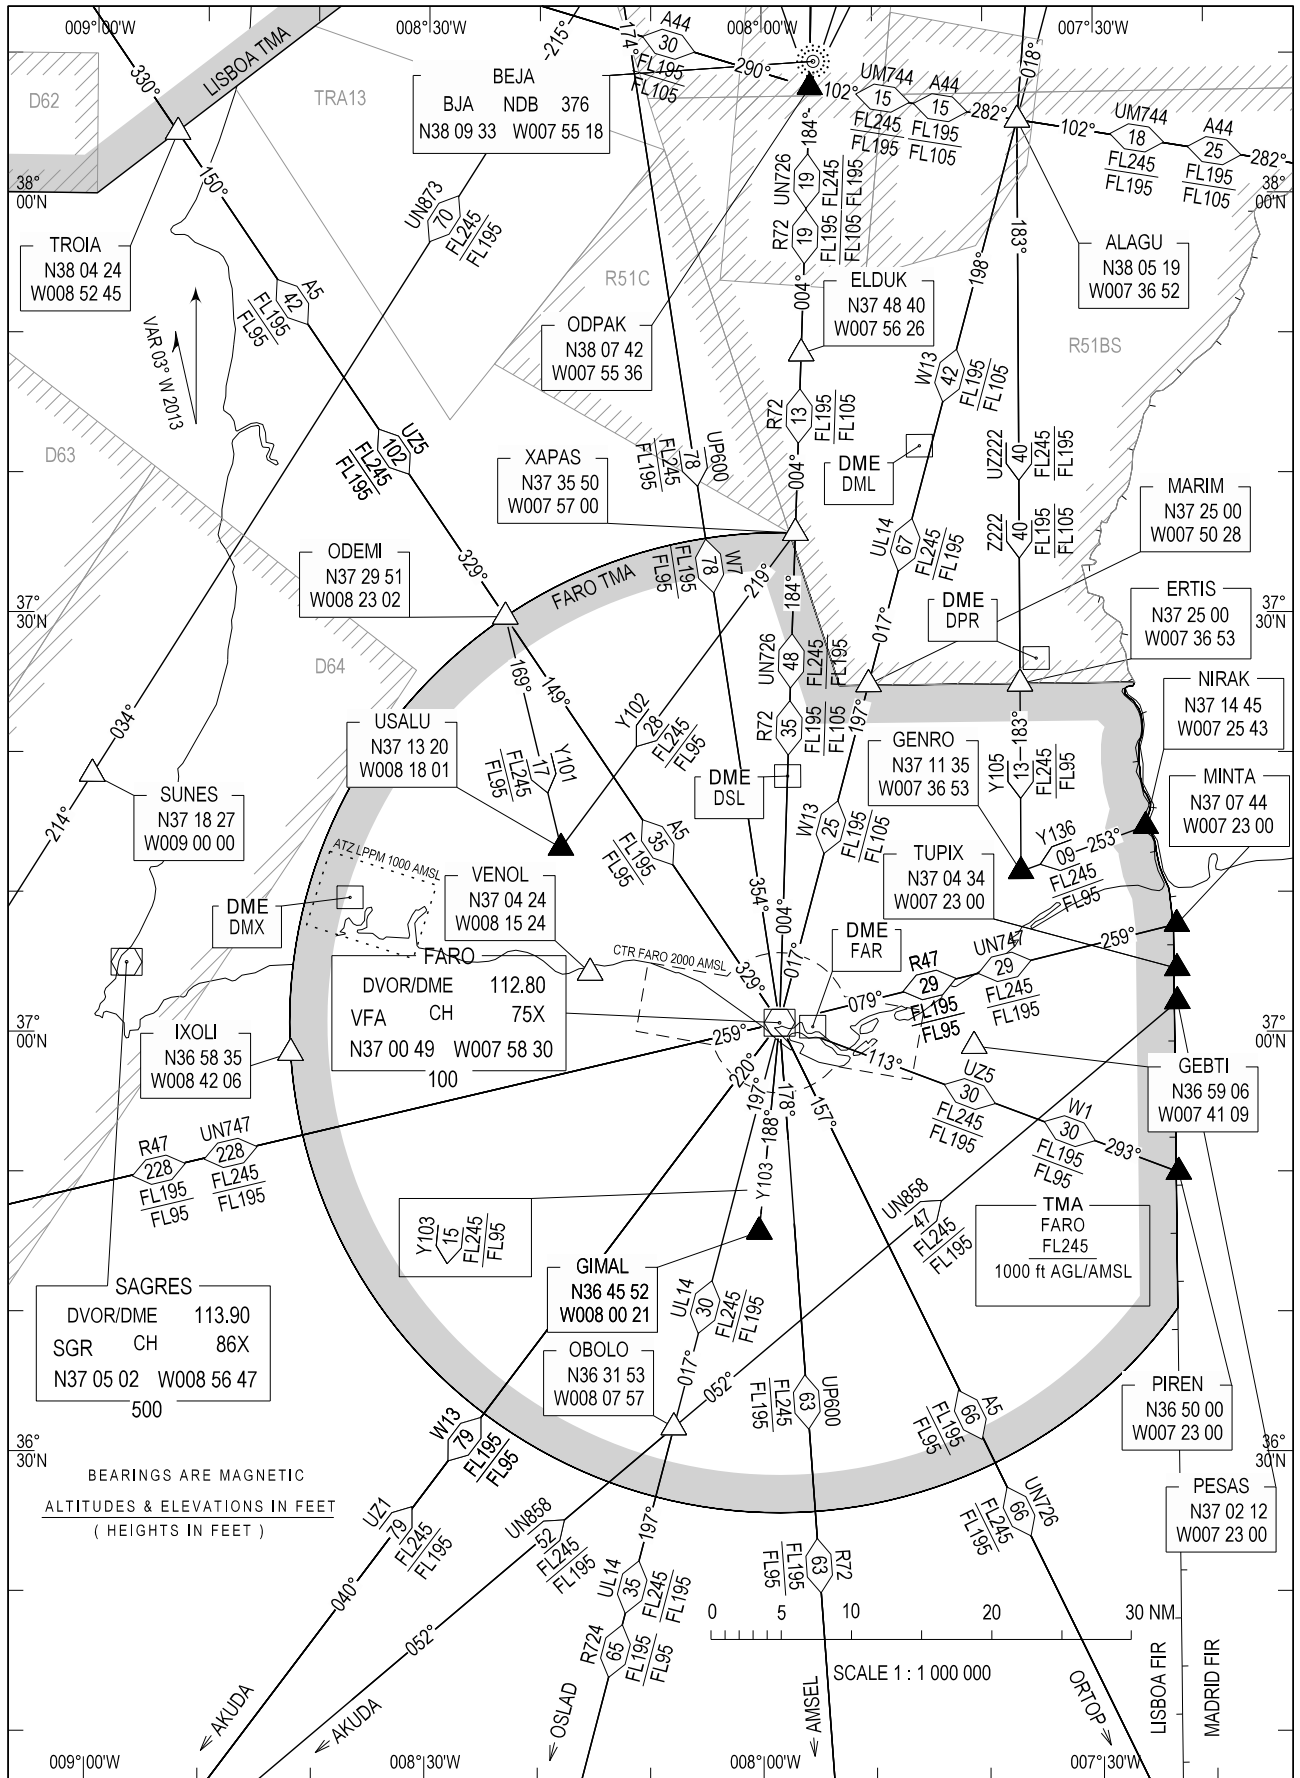 009° 00'W
008° 30'W
008° 00'W
007° 30'W
330°
LISBOA TMA
D62
TRA13
-215°
174°
A44
30
FL195
FL105
290°
BEJA
BJA NDB 376
N38 09 33 W007 55 18
102°
UM744
15
FL245
FL195
A44
15
FL195
FL105
282°
018°
102°
UM744
18
FL245
FL195
A44
25
FL195
FL105
282°
38°
00'N
38°
00'N
150°
UN873
70
FL245
FL195
184°
UN726
19
FL245
FL195
R72
19
FL195
FL105
004°
198°
183°
TROIA
N38 04 24
W008 52 45
ALAGU
N38 05 19
W007 36 52
VAR 03° W 2013
A5
42
FL195
FL95
R51C
ELDUK
N37 48 40
W007 56 26
ODPAK
N38 07 42
W007 55 36
R51BS
W13
42
FL195
FL105
R72
13
FL195
FL105
004°
D63
UZ5
102
FL245
FL195
UP600
78
FL245
FL195
XAPAS
N37 35 50
W007 57 00
DME
DML
UZ222
40
FL245
FL195
Z222
40
FL195
FL105
MARIM
N37 25 00
W007 50 28
UL14
67
FL245
FL195
ODEMI
N37 29 51
W008 23 02
329°
FARO TMA
W7
78
FL195
FL95
219°
184°
017°
DME
DPR
ERTIS
N37 25 00
W007 36 53
37°
30'N
37°
30'N
D64
169°
149°
UN726
48
FL245
FL195
R72
35
FL195
FL105
197°
183°
NIRAK
N37 14 45
W007 25 43
034°
USALU
N37 13 20
W008 18 01
Y102
28
FL245
FL95
Y101
17
FL245
FL95
GENRO
N37 11 35
W007 36 53
Y105
13
FL245
FL95
DME
DSL
MINTA
N37 07 44
W007 23 00
SUNES
N37 18 27
W009 00 00
214°
ATZ LPPM 1000 AMSL
A5
35
FL195
FL95
W13
25
FL195
FL105
Y136
09
FL245
FL95
253°
TUPIX
N37 04 34
W007 23 00
VENOL
N37 04 24
W008 15 24
DME
DMX
354°
004°
017°
DME
FAR
FARO
DVOR/DME 112.80
VFA CH 75X
N37 00 49 W007 58 30
100
CTR FARO 2000 AMSL
329°
R47
29
FL195
FL95
UN747
29
FL245
FL195
259°
079°
37°
00'N
37°
00'N
IXOLI
N36 58 35
W008 42 06
259°
220°
197°
188°
178°
157°
113°
UZ5
30
FL245
FL195
GEBTI
N36 59 06
W007 41 09
W1
30
FL195
FL95
293°
R47
228
FL195
FL95
UN747
228
FL245
FL195
Y103
Y103
15
FL245
FL95
UN858
47
FL245
FL195
TMA
FARO
FL245
1000 ft AGL/AMSL
SAGRES
DVOR/DME 113.90
SGR CH 86X
N37 05 02 W008 56 47
500
GIMAL
N36 45 52
W008 00 21
UL14
30
FL245
FL195
OBOLO
N36 31 53
W008 07 57
017°
052°
UP600
63
FL245
FL195
A5
66
FL195
FL95
PIREN
N36 50 00
W007 23 00
36°
30'N
36°
30'N
W13
79
FL195
FL95
BEARINGS ARE MAGNETIC
ALTITUDES & ELEVATIONS IN FEET
( HEIGHTS IN FEET )
UZ1
79
FL245
FL195
UN858
52
FL245
FL195
197°
UN726
66
FL245
FL195
PESAS
N37 02 12
W007 23 00
R72
63
FL195
FL95
UL14
35
FL245
FL195
R724
65
FL195
FL95
040°
052°
0 5 10 20 30 NM
SCALE 1 : 1 000 000
AKUDA
AKUDA
OSLAD
AMSEL
ORTOP
LISBOA FIR
MADRID FIR
009° 00'W
008° 30'W
008° 00'W
007° 30'W